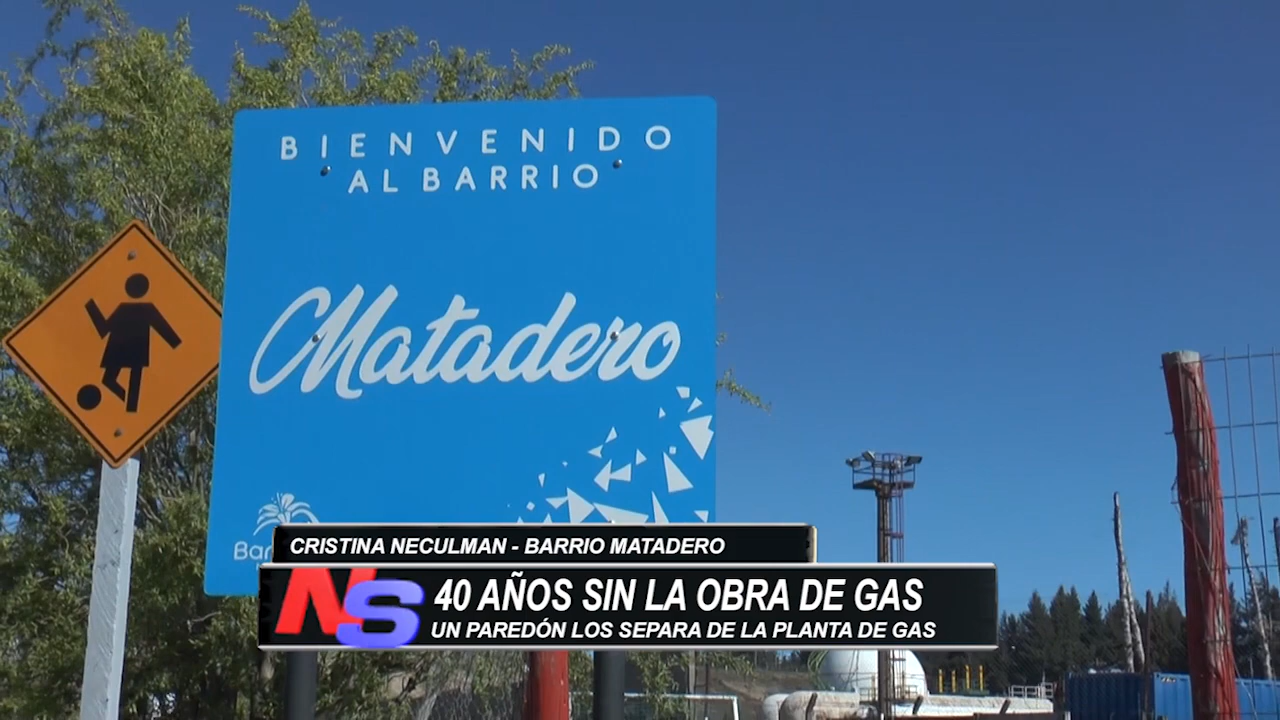 BIENVENIDO
AL BARRIO
Matadero
CRISTINA NECULMAN - BARRIO MATADERO
NS
40 AÑOS SIN LA OBRA DE GAS
UN PAREDÓN LOS SEPARA DE LA PLANTA DE GAS